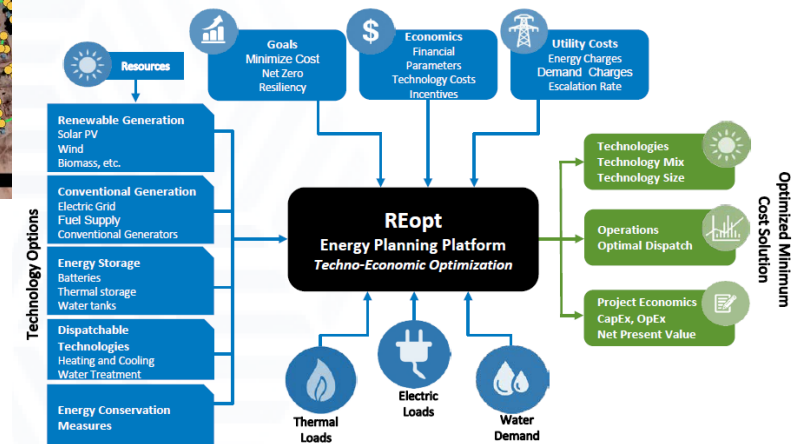 Resources
Goals
Minimize Cost
Net Zero
Resiliency
$
Economics
Financial
Parameters
Technology Costs
Incentives
Utility Costs
Energy Charges
Demand Charges
Escalation Rate
Technology Options
Renewable Generation
Solar PV
Wind
Biomass, etc.
Conventional Generation
Electric Grid
Fuel Supply
Conventional Generators
Energy Storage
Batteries
Thermal storage
Water tanks
Dispatchable
Technologies
Heating and Cooling
Water Treatment
Energy Conservation
Measures
REopt
Energy Planning Platform
Techno-Economic Optimization
Thermal
Loads
Electric
Loads
Water
Demand
Technologies
Technology Mix
Technology Size
Operations
Optimal Dispatch
Project Economics
CapEx, OpEx
Net Present Value
Optimized Minimum
Cost Solution